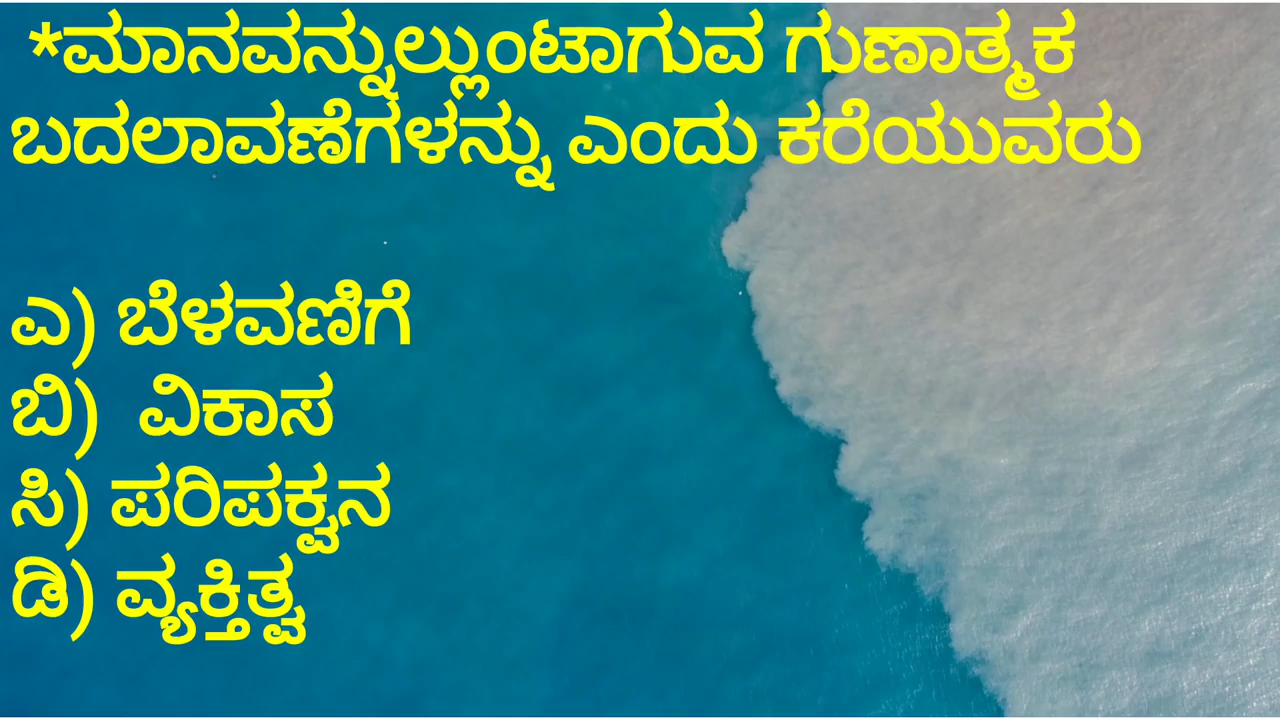 *ಮಾನವನ್ನುಲ್ಲುಂಟಾಗುವ ಗುಣಾತ್ಮಕ
ಬದಲಾವಣೆಗಳನ್ನು ಎಂದು ಕರೆಯುವರು
ಎ) ಬೆಳವಣಿಗೆ
ಬಿ) ವಿಕಾಸ
ಸಿ) ಪರಿಪಕ್ವನ
ಡಿ) ವ್ಯಕ್ತಿತ್ವ